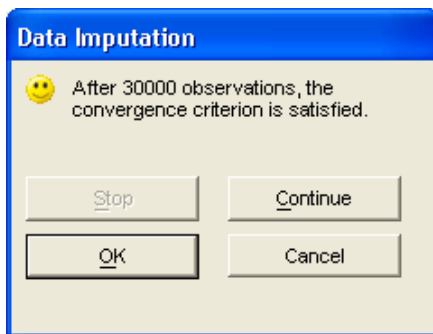 Data Imputation
After 30000 observations, the
convergence criterion is satisfied.
Stop
Continue
OK
Cancel